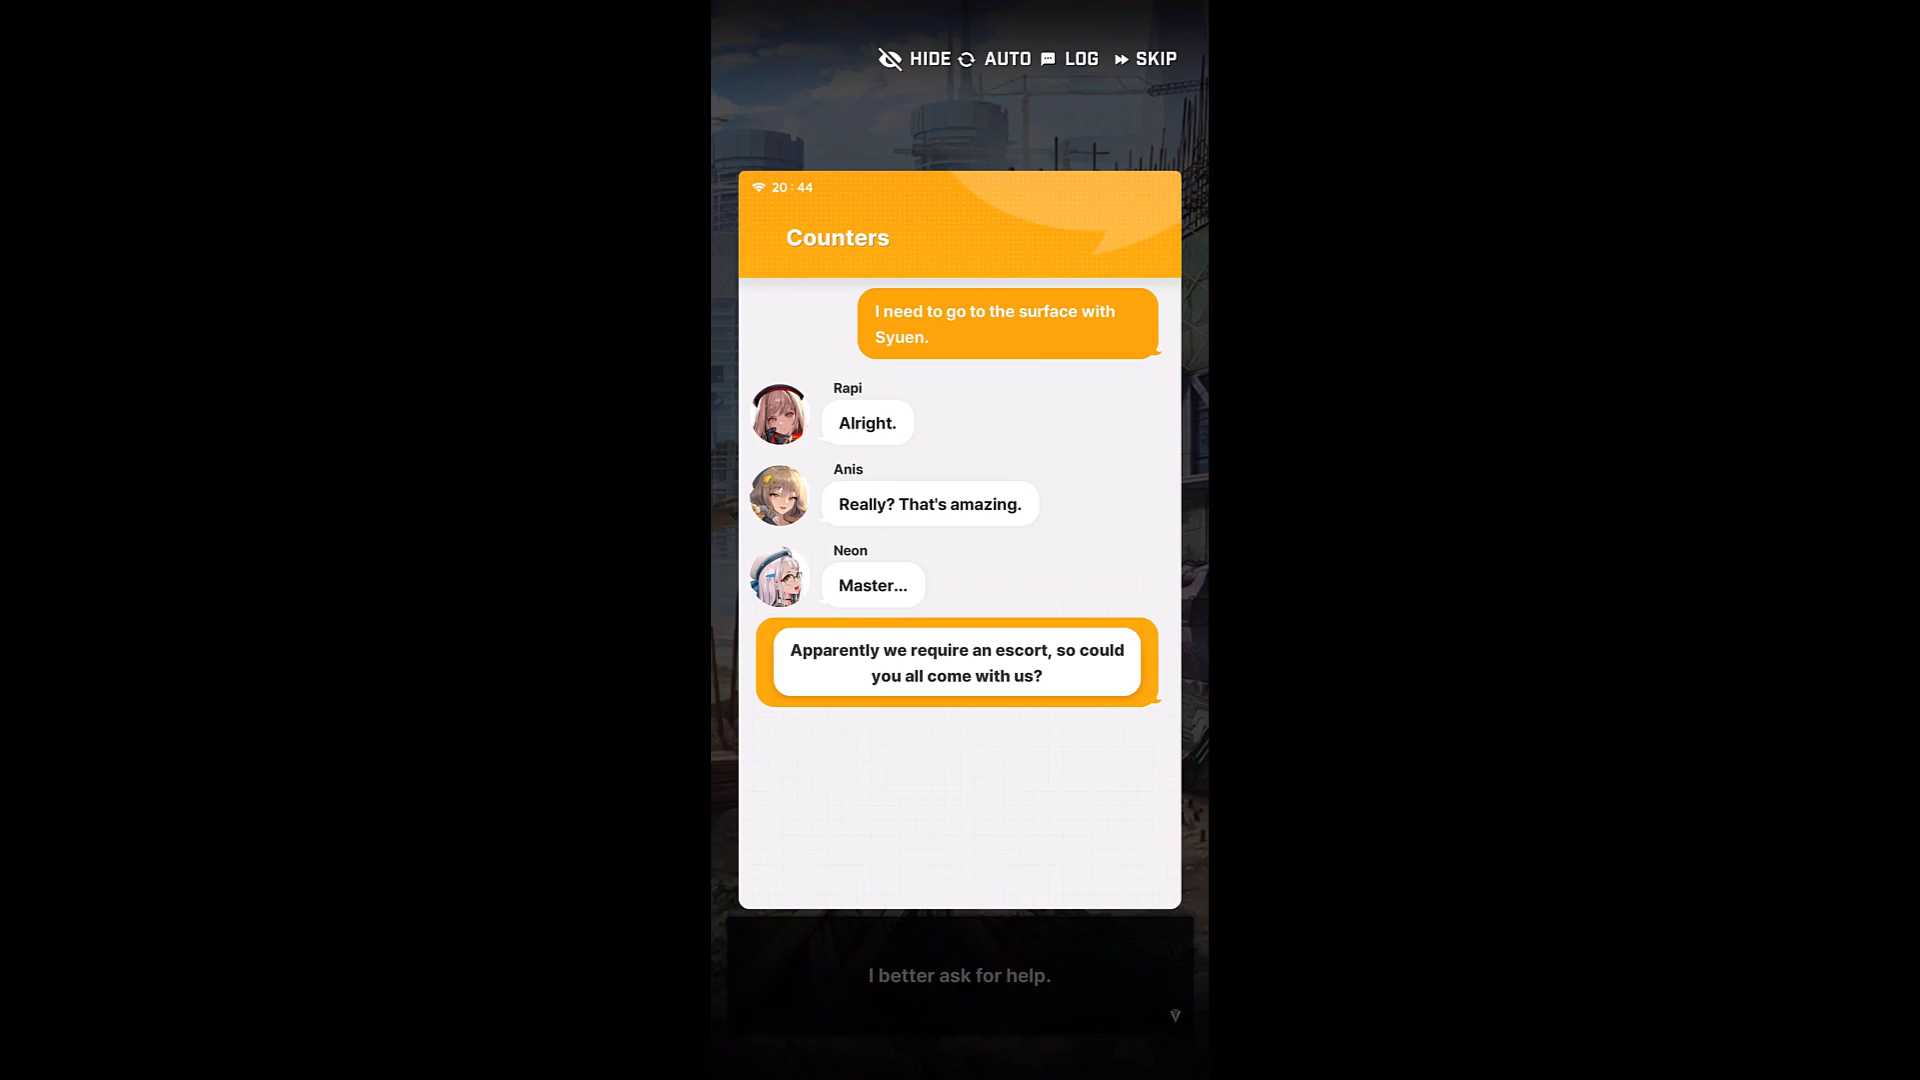 HIDE AUTO LOG SKIP
20 : 44
Counters
I need to go to the surface with
Syuen.
Rapi
Alright.
Anis
Really? That's amazing.
Neon
Master...
Apparently we require an escort, so could
you all come with us?
I better ask for help.